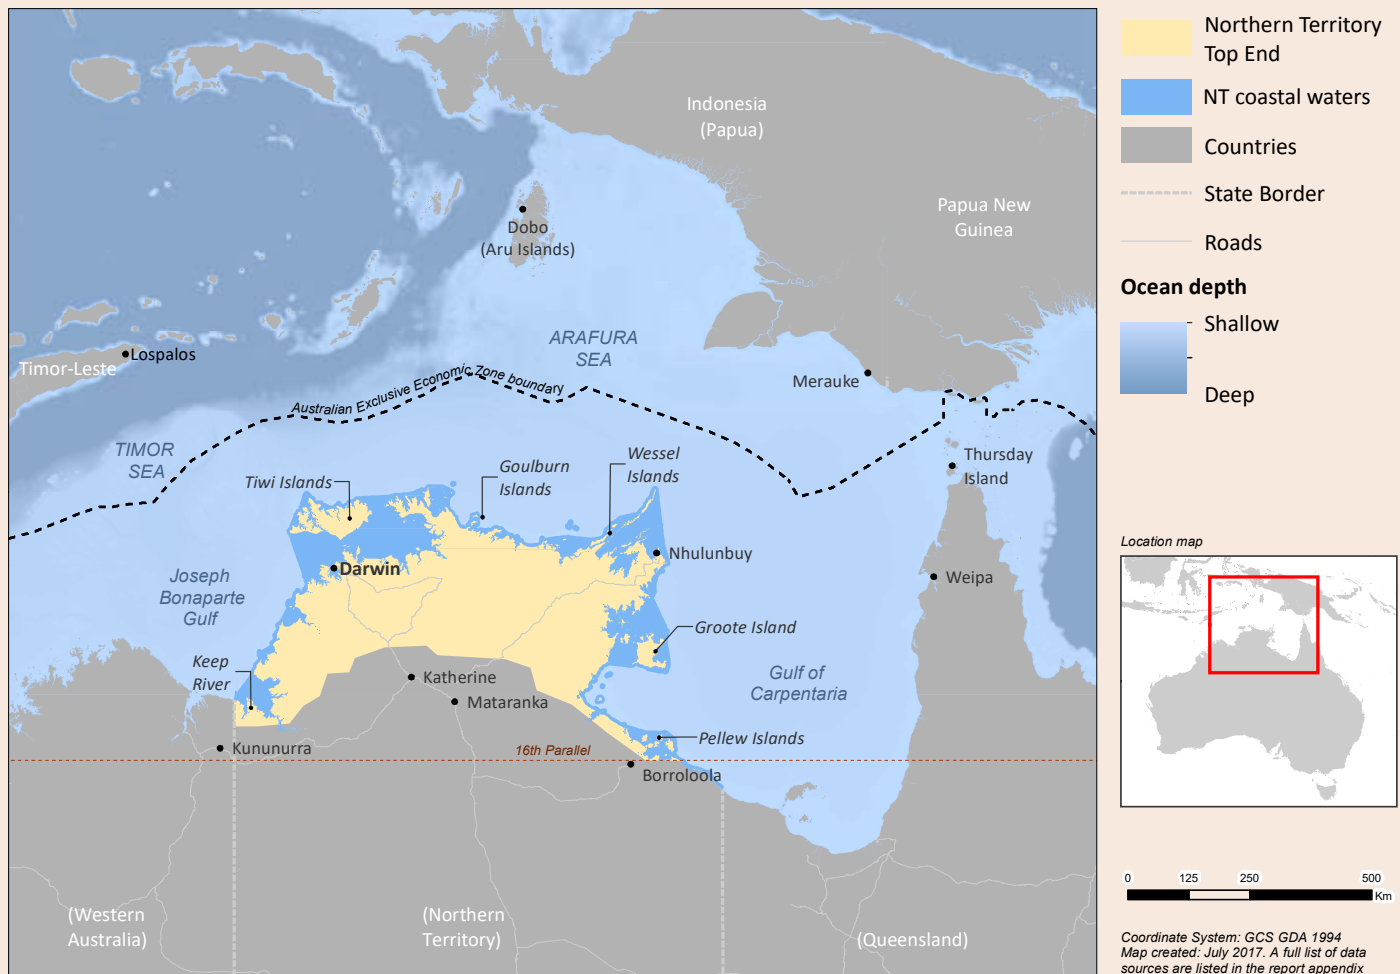 Indonesia
(Papua)
Papua New
Guinea
Dobo
(Aru Islands)
ARAFURA
SEA
Lospalos
Timor-Leste
Merauke
Australian Exclusive Economic Zone boundary
TIMOR
SEA
Thursday
Island
Wessel
Islands
Goulburn
Islands
Tiwi Islands
Nhulunbuy
Darwin
Weipa
Joseph
Bonaparte
Gulf
Groote Island
Keep
River
Gulf of
Carpentaria
Katherine
Mataranka
Pellew Islands
Kununurra
16th Parallel
Borroloola
(Western
Australia)
(Northern
Territory)
(Queensland)
Northern Territory
Top End
NT coastal waters
Countries
State Border
Roads
Ocean depth
Shallow
Deep
Location map
0 125 250 500
Km
Coordinate System: GCS GDA 1994
Map created: July 2017. A full list of data
sources are listed in the report appendix